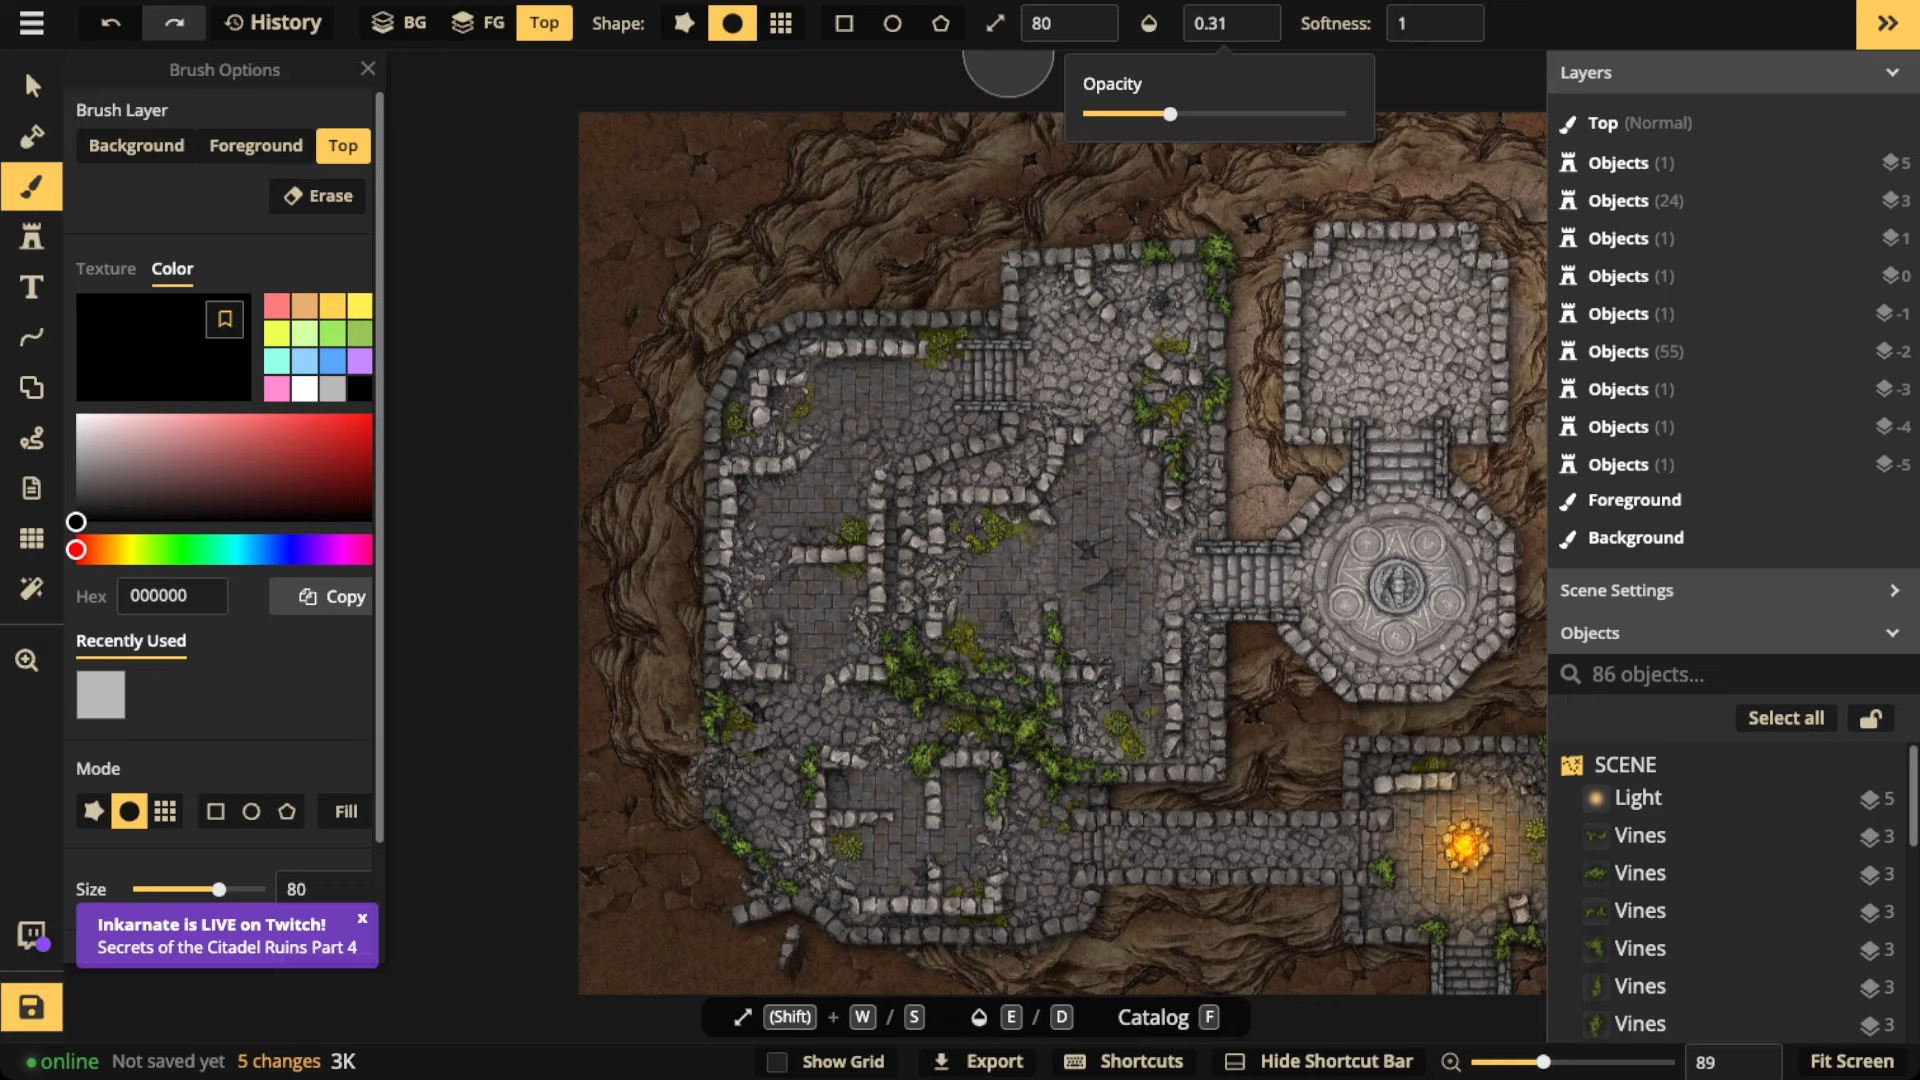 History
BG
FG
Top
Shape:
80
0.31
Softness:
1
Brush Options
Opacity
Brush Layer
Background
Foreground
Top
Erase
Texture
Color
Hex
000000
Copy
Recently Used
Mode
Fill
Size
80
Inkarnate is LIVE on Twitch!
x
Secrets of the Citadel Ruins Part 4
Layers
Top (Normal)
Objects (1) 5
Objects (24) 3
Objects (1) 1
Objects (1) 0
Objects (1) -1
Objects (55) -2
Objects (1) -3
Objects (1) -4
Objects (1) -5
Foreground
Background
Scene Settings
Objects
86 objects...
Select all
SCENE
Light 5
Vines 3
Vines 3
Vines 3
Vines 3
Vines 3
Vines 3
(Shift) + W / S
E / D
Catalog F
online
Not saved yet
5 changes
3K
Show Grid
Export
Shortcuts
Hide Shortcut Bar
89
Fit Screen